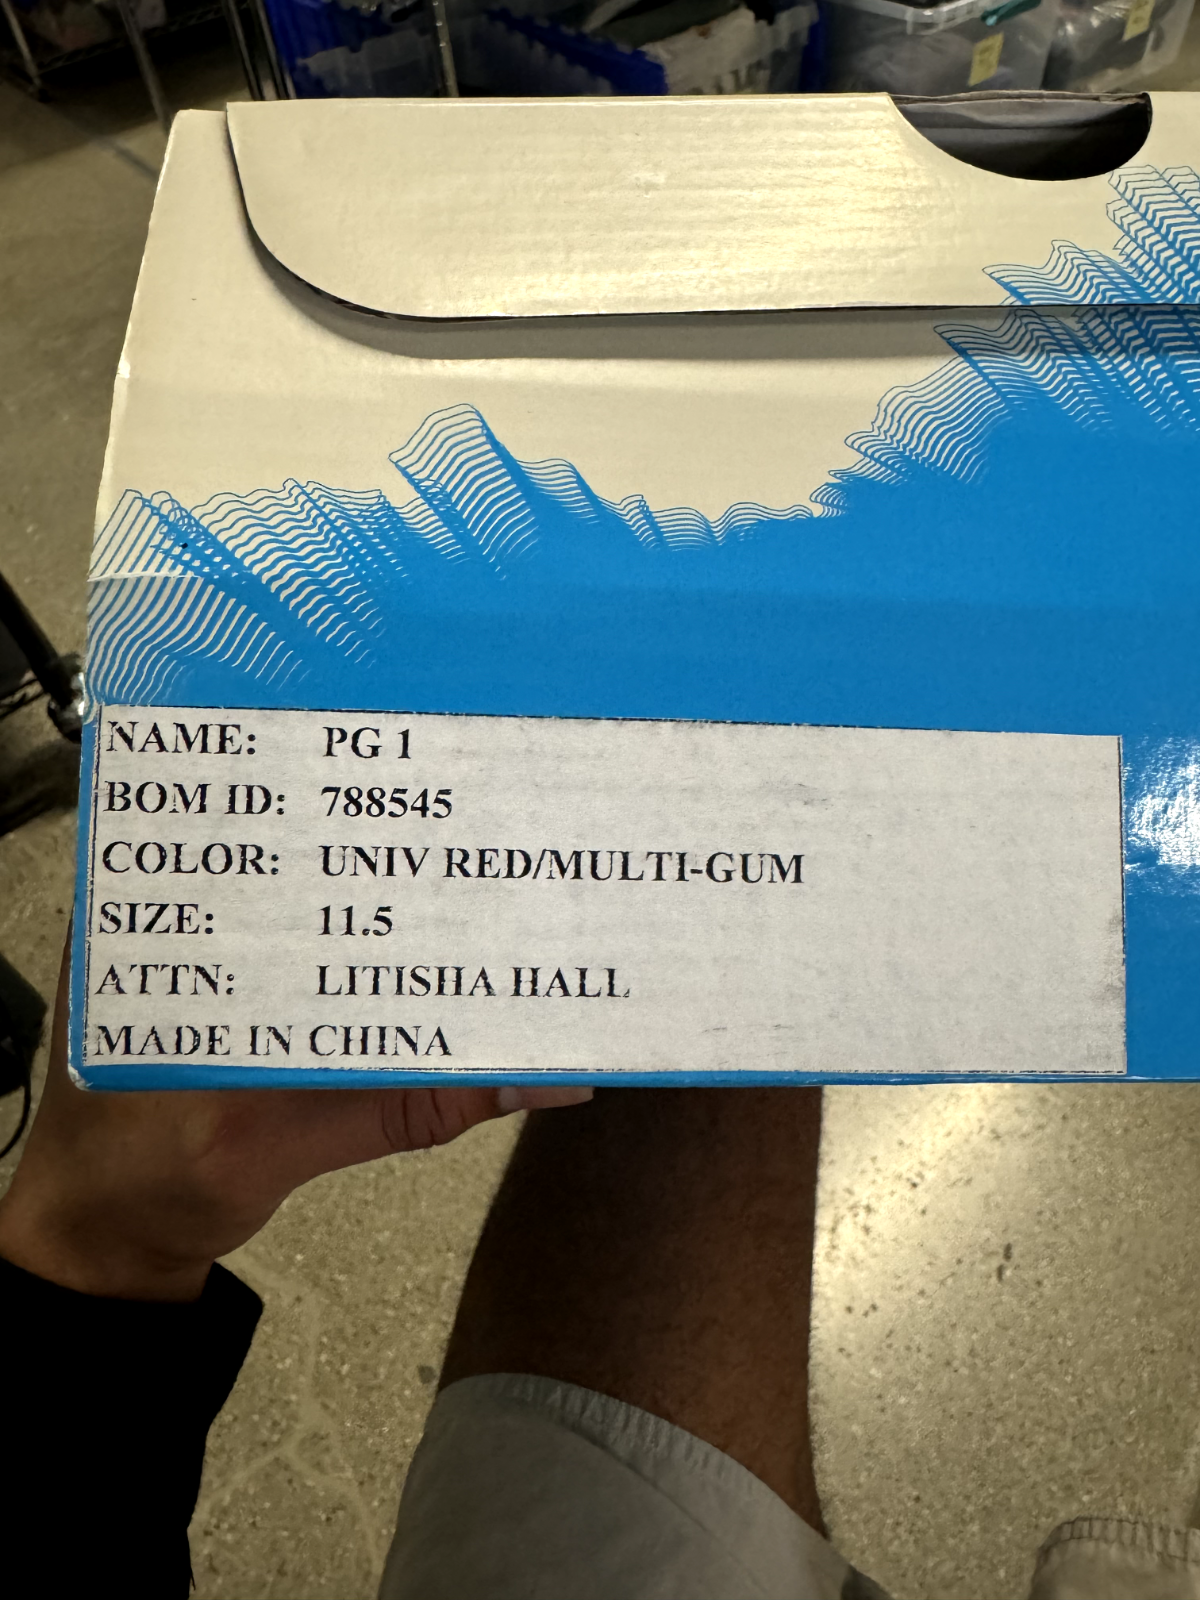 NAME: PG 1
BOM ID: 788545
COLOR: UNIV RED/MULTI-GUM
SIZE: 11.5
ATTN: LITISHA HALL
MADE IN CHINA